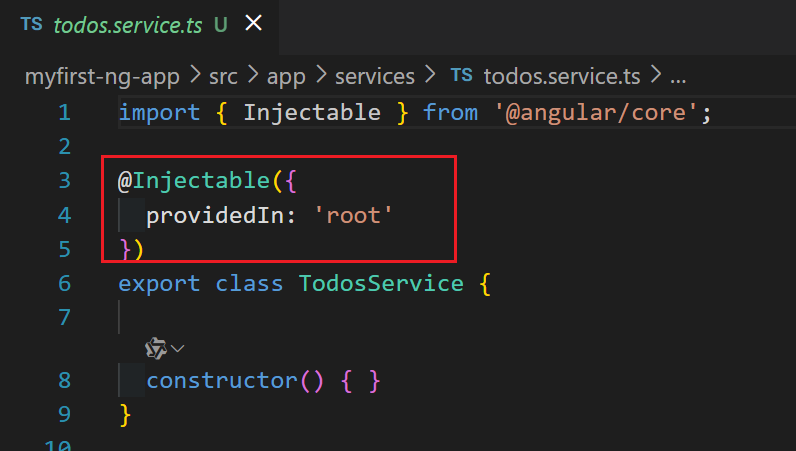 TS todos.service.ts U ×
myfirst-ng-app > src > app > services > TS todos.service.ts > ...
1 import { Injectable } from '@angular/core';
2
3 @Injectable({
4 providedIn: 'root'
5 })
6 export class TodosService {
7
8 constructor() { }
9 }
10